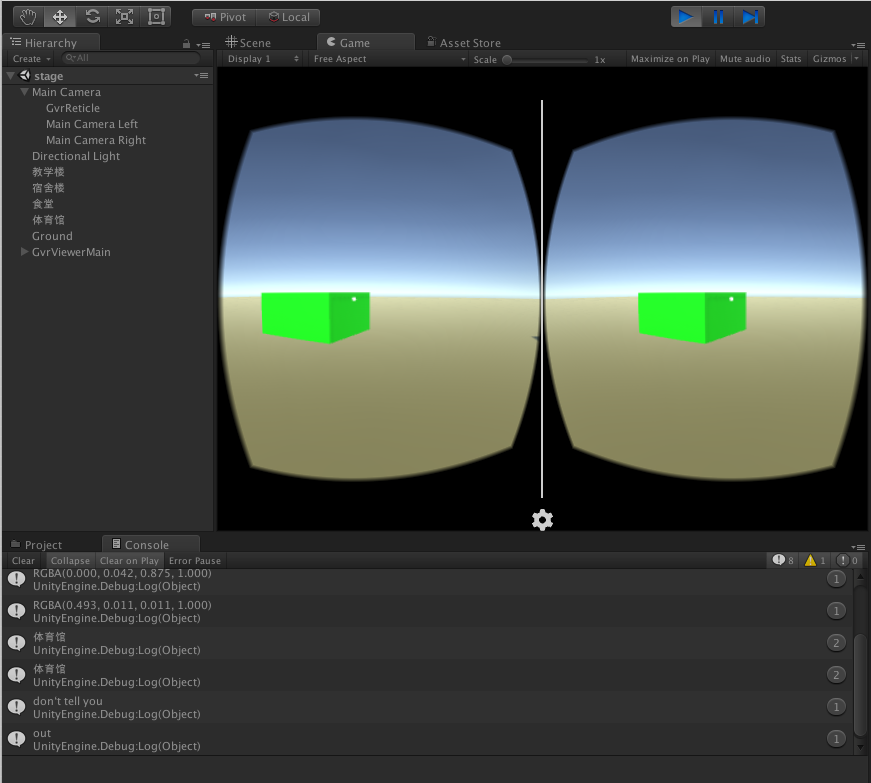 Pivot Local
Hierarchy
Scene
Game
Asset Store
Create
All
Display 1
Free Aspect
Scale
1x
Maximize on Play
Mute audio
Stats
Gizmos
stage
Main Camera
GvrReticle
Main Camera Left
Main Camera Right
Directional Light
教学楼
宿舍楼
食堂
体育馆
Ground
GvrViewerMain
Project
Console
Clear
Collapse
Clear on Play
Error Pause
8
1
0
RGBA(0.000, 0.042, 0.875, 1.000)
UnityEngine.Debug:Log(Object)
1
RGBA(0.493, 0.011, 0.011, 1.000)
UnityEngine.Debug:Log(Object)
1
体育馆
UnityEngine.Debug:Log(Object)
2
体育馆
UnityEngine.Debug:Log(Object)
2
don't tell you
UnityEngine.Debug:Log(Object)
1
out
UnityEngine.Debug:Log(Object)
1